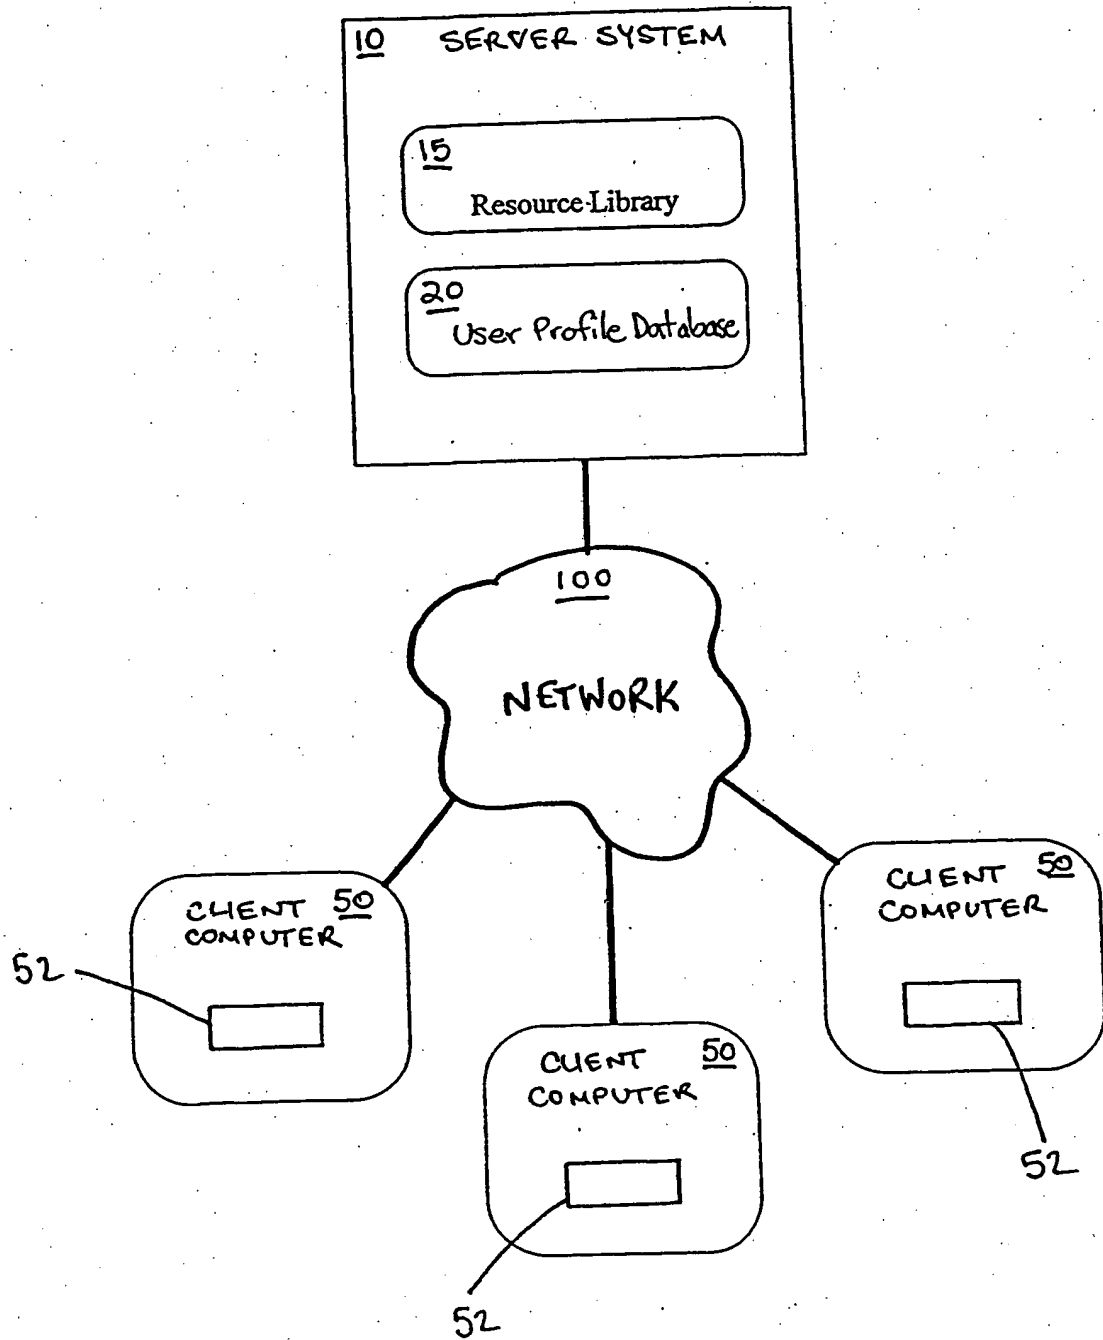 10 SERVER SYSTEM
15
Resource Library
20
User Profile Database
100
NETWORK
CLIENT 50
COMPUTER
52
CLIENT 50
COMPUTER
52
CLIENT 50
COMPUTER
52